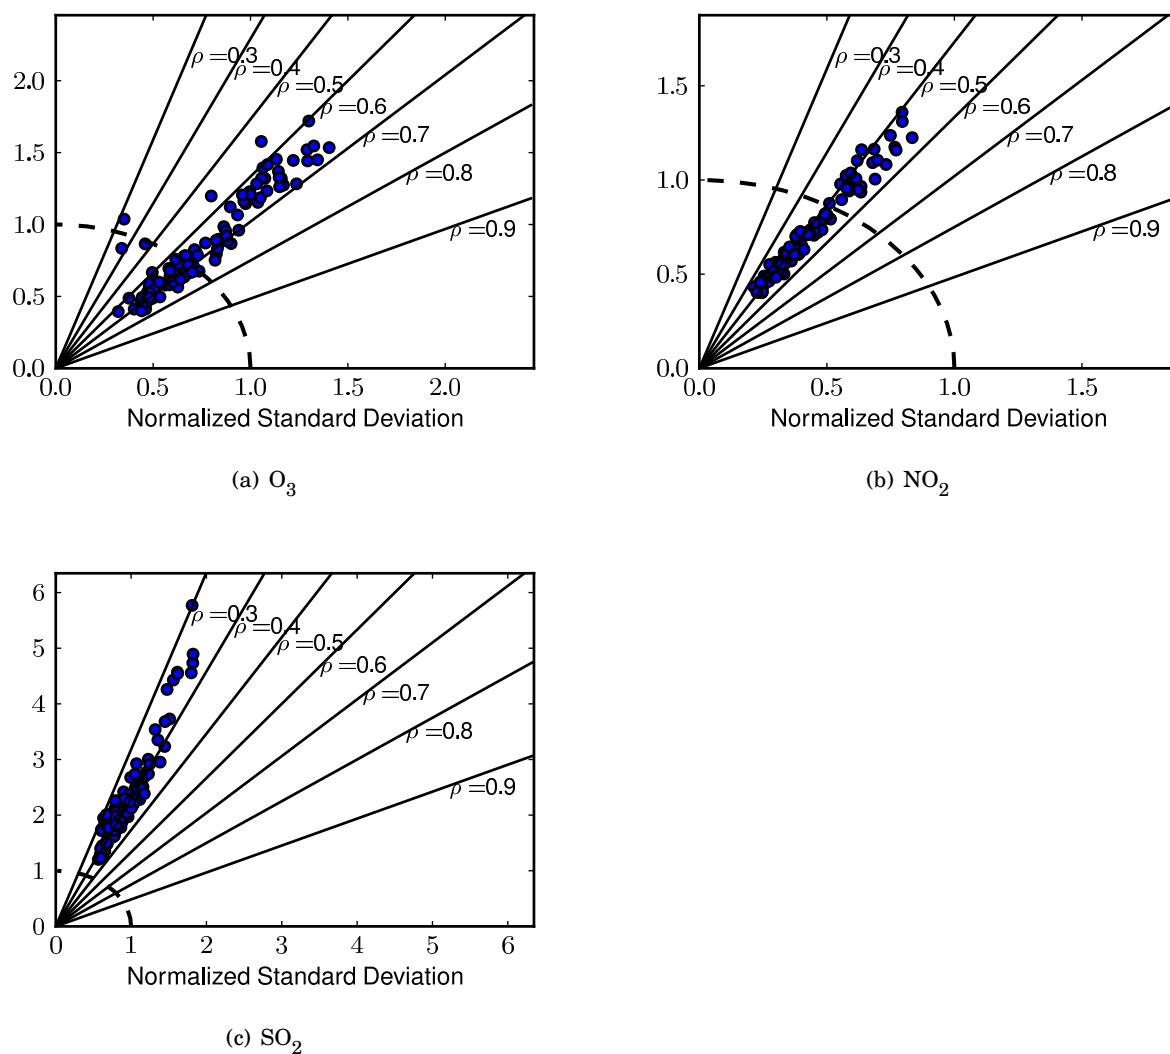 2.0
1.5
1.0
0.5
0.0
0.0 0.5 1.0 1.5 2.0
ρ =0.3
ρ =0.4
ρ =0.5
ρ =0.6
ρ =0.7
ρ =0.8
ρ =0.9
Normalized Standard Deviation
(a) O3
1.5
1.0
0.5
0.0
0.0 0.5 1.0 1.5
ρ =0.3
ρ =0.4
ρ =0.5
ρ =0.6
ρ =0.7
ρ =0.8
ρ =0.9
Normalized Standard Deviation
(b) NO2
6
5
4
3
2
1
0
0 1 2 3 4 5 6
ρ =0.3
ρ =0.4
ρ =0.5
ρ =0.6
ρ =0.7
ρ =0.8
ρ =0.9
Normalized Standard Deviation
(c) SO2